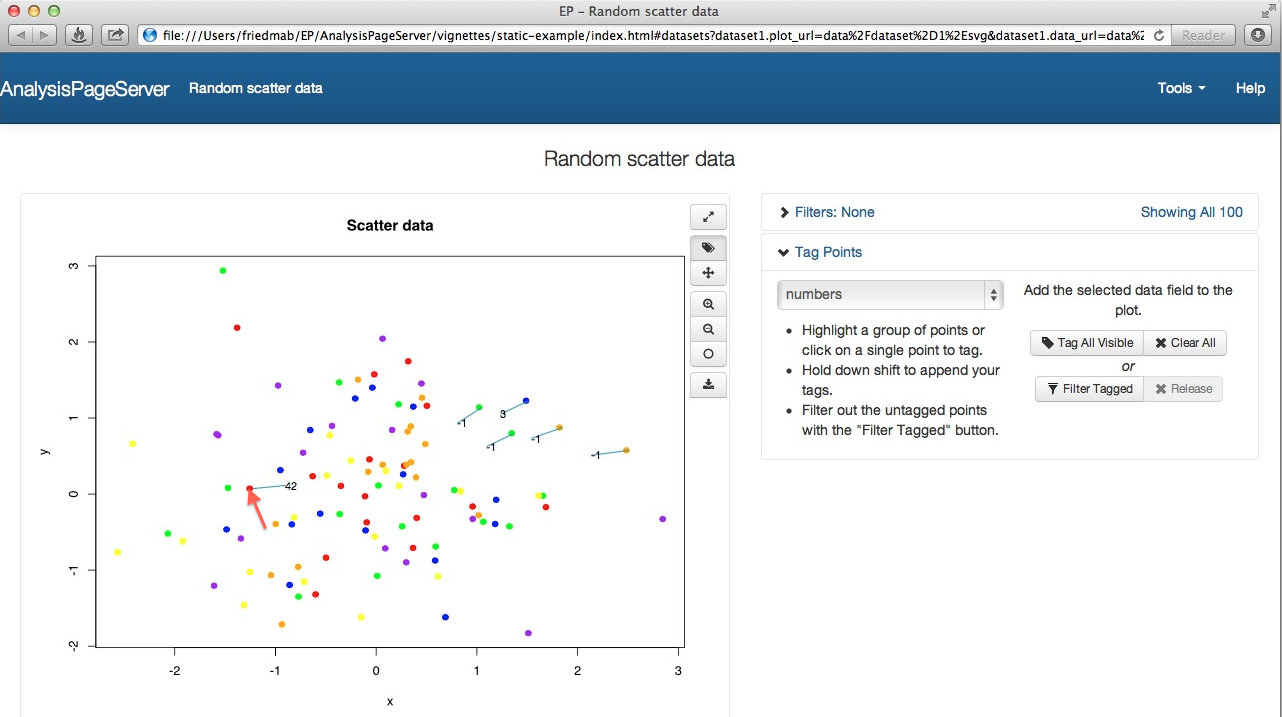 EP – Random scatter data
file:///Users/friedmab/EP/AnalysisPageServer/vignettes/static-example/index.html#datasets?dataset1.plot_url=data%2Fdataset%2D1%2Esvg&dataset1.data_url=data%2
Reader
AnalysisPageServer Random scatter data Tools Help
Random scatter data
Scatter data
3
2
1
0
-1
-2
y
-1
3
-1
-1
-1
42
-2 -1 0 1 2 3
x
Filters: None Showing All 100
Tag Points
numbers
• Highlight a group of points or
click on a single point to tag.
• Hold down shift to append your
tags.
• Filter out the untagged points
with the "Filter Tagged" button.
Add the selected data field to the
plot.
Tag All Visible Clear All
or
Filter Tagged Release